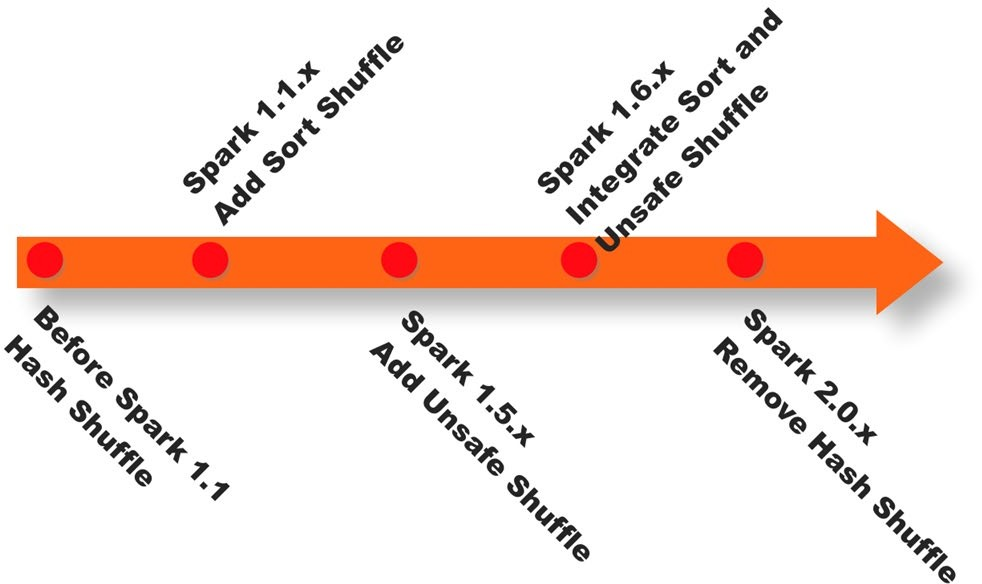 Before Spark 1.1
Hash Shuffle
Spark 1.1.x
Add Sort Shuffle
Spark 1.5.x
Add Unsafe Shuffle
Spark 1.6.x
Integrate Sort and
Unsafe Shuffle
Spark 2.0.x
Remove Hash Shuffle